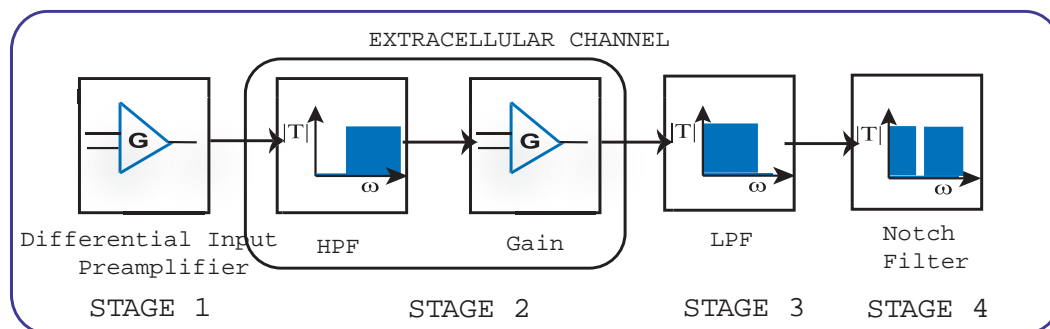 EXTRACELLULAR CHANNEL
G
|T|
ω
G
|T|
ω
|T|
ω
Differential Input
Preamplifier
HPF
Gain
LPF
Notch
Filter
STAGE 1
STAGE 2
STAGE 3
STAGE 4